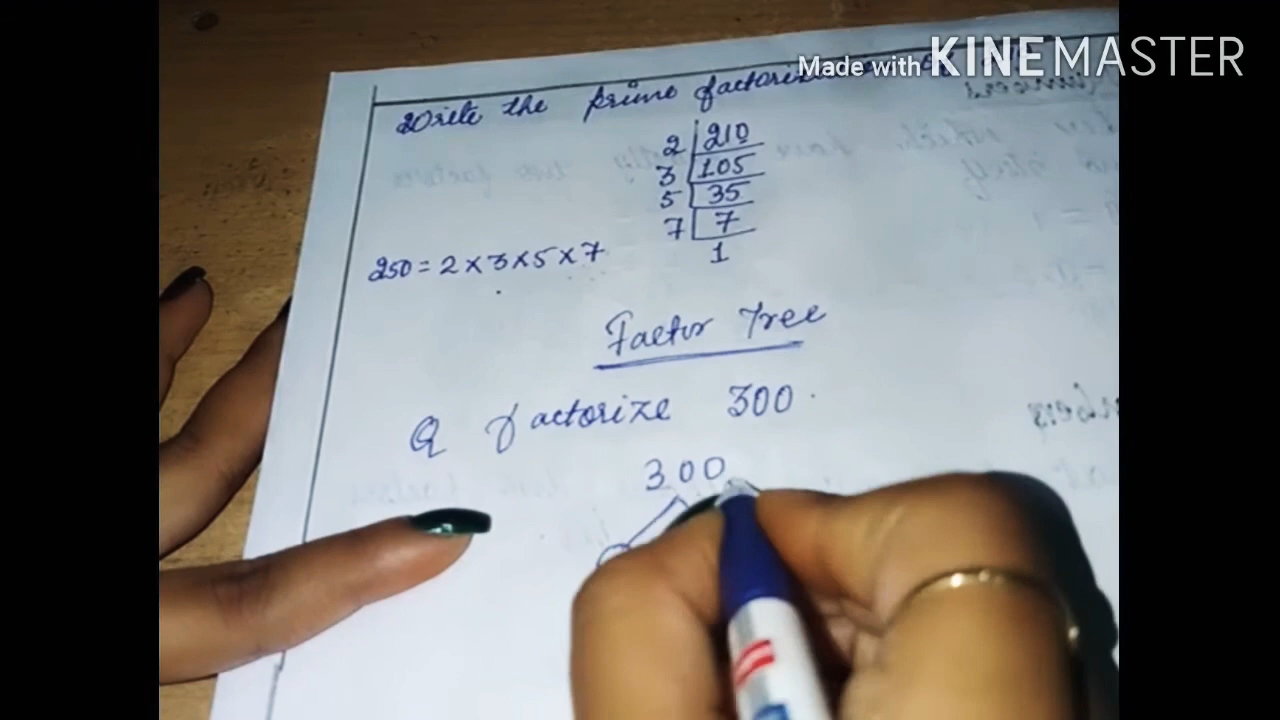 Made with KINEMASTER
Write the prime factorization
2 210
3 105
5 35
7 7
1
250 = 2 x 3 x 5 x 7
Factor Tree
Q factorize 300
300